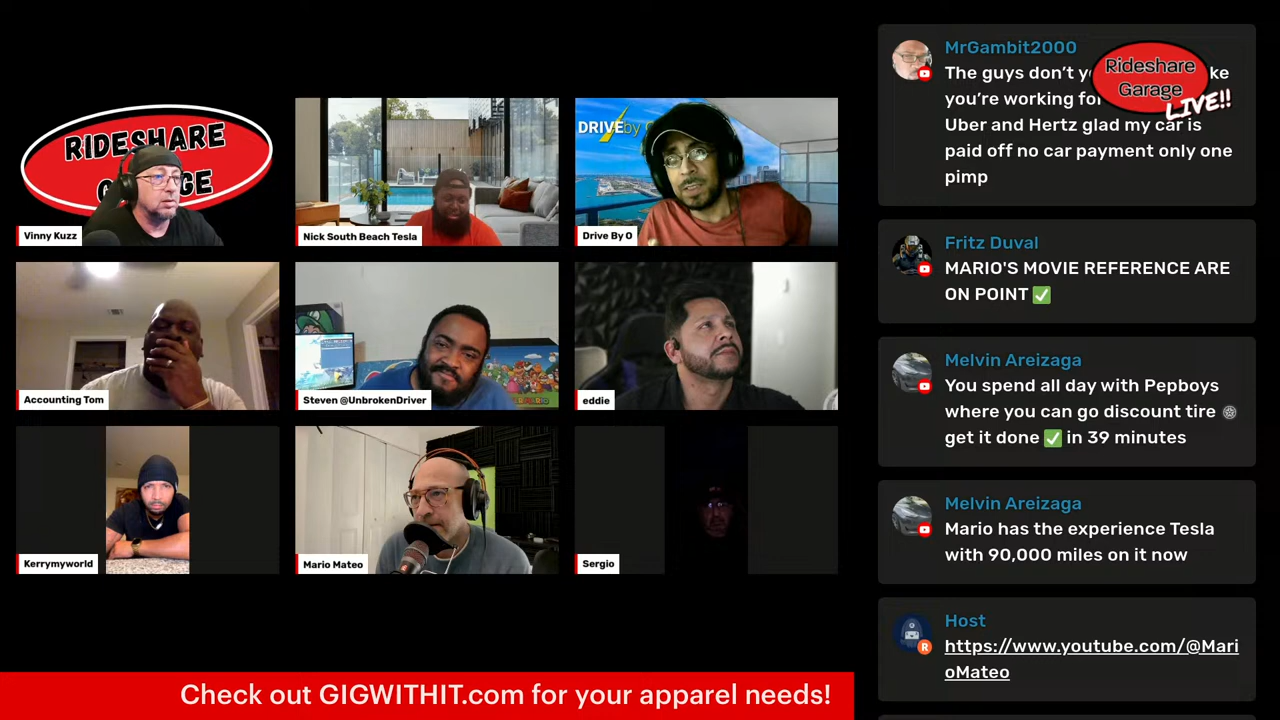 RIDESHARE
Vinny Kuzz
Nick South Beach Tesla
DRIVEby
Drive By O
Accounting Tom
Steven @UnbrokenDriver
eddie
Kerrymyworld
Mario Mateo
Sergio
Check out GIGWITHIT.com for your apparel needs!
Rideshare
Garage
LIVE!!
MrGambit2000
The guys don’t
you’re working for
Uber and Hertz glad my car is
paid off no car payment only one
pimp
Fritz Duval
MARIO'S MOVIE REFERENCE ARE
ON POINT ✅
Melvin Areizaga
You spend all day with Pepboys
where you can go discount tire 🛞
get it done ✅ in 39 minutes
Melvin Areizaga
Mario has the experience Tesla
with 90,000 miles on it now
Host
https://www.youtube.com/@Mari
oMateo